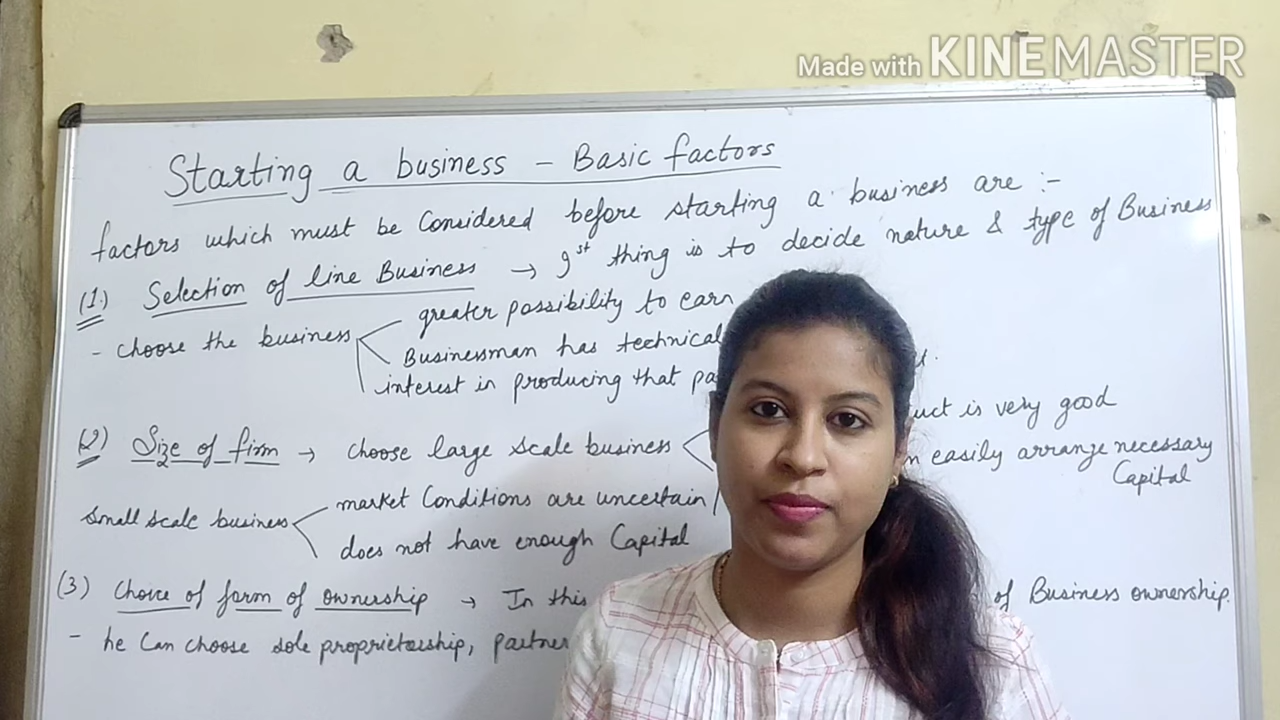 Made with KINEMASTER
Starting a business - Basic factors
factors which must be Considered before starting a business are :-
(1.) Selection of line Business → 1st thing is to decide nature & type of Business
- choose the business
greater possibility to earn
Businessman has technical
interest in producing that
(2) Size of firm → choose large scale business
is very good
easily arrange necessary
Capital
Small scale business
market Conditions are uncertain
does not have enough Capital
(3) Choice of form of ownership → In this of Business ownership.
- he Can choose sole proprietorship, partner